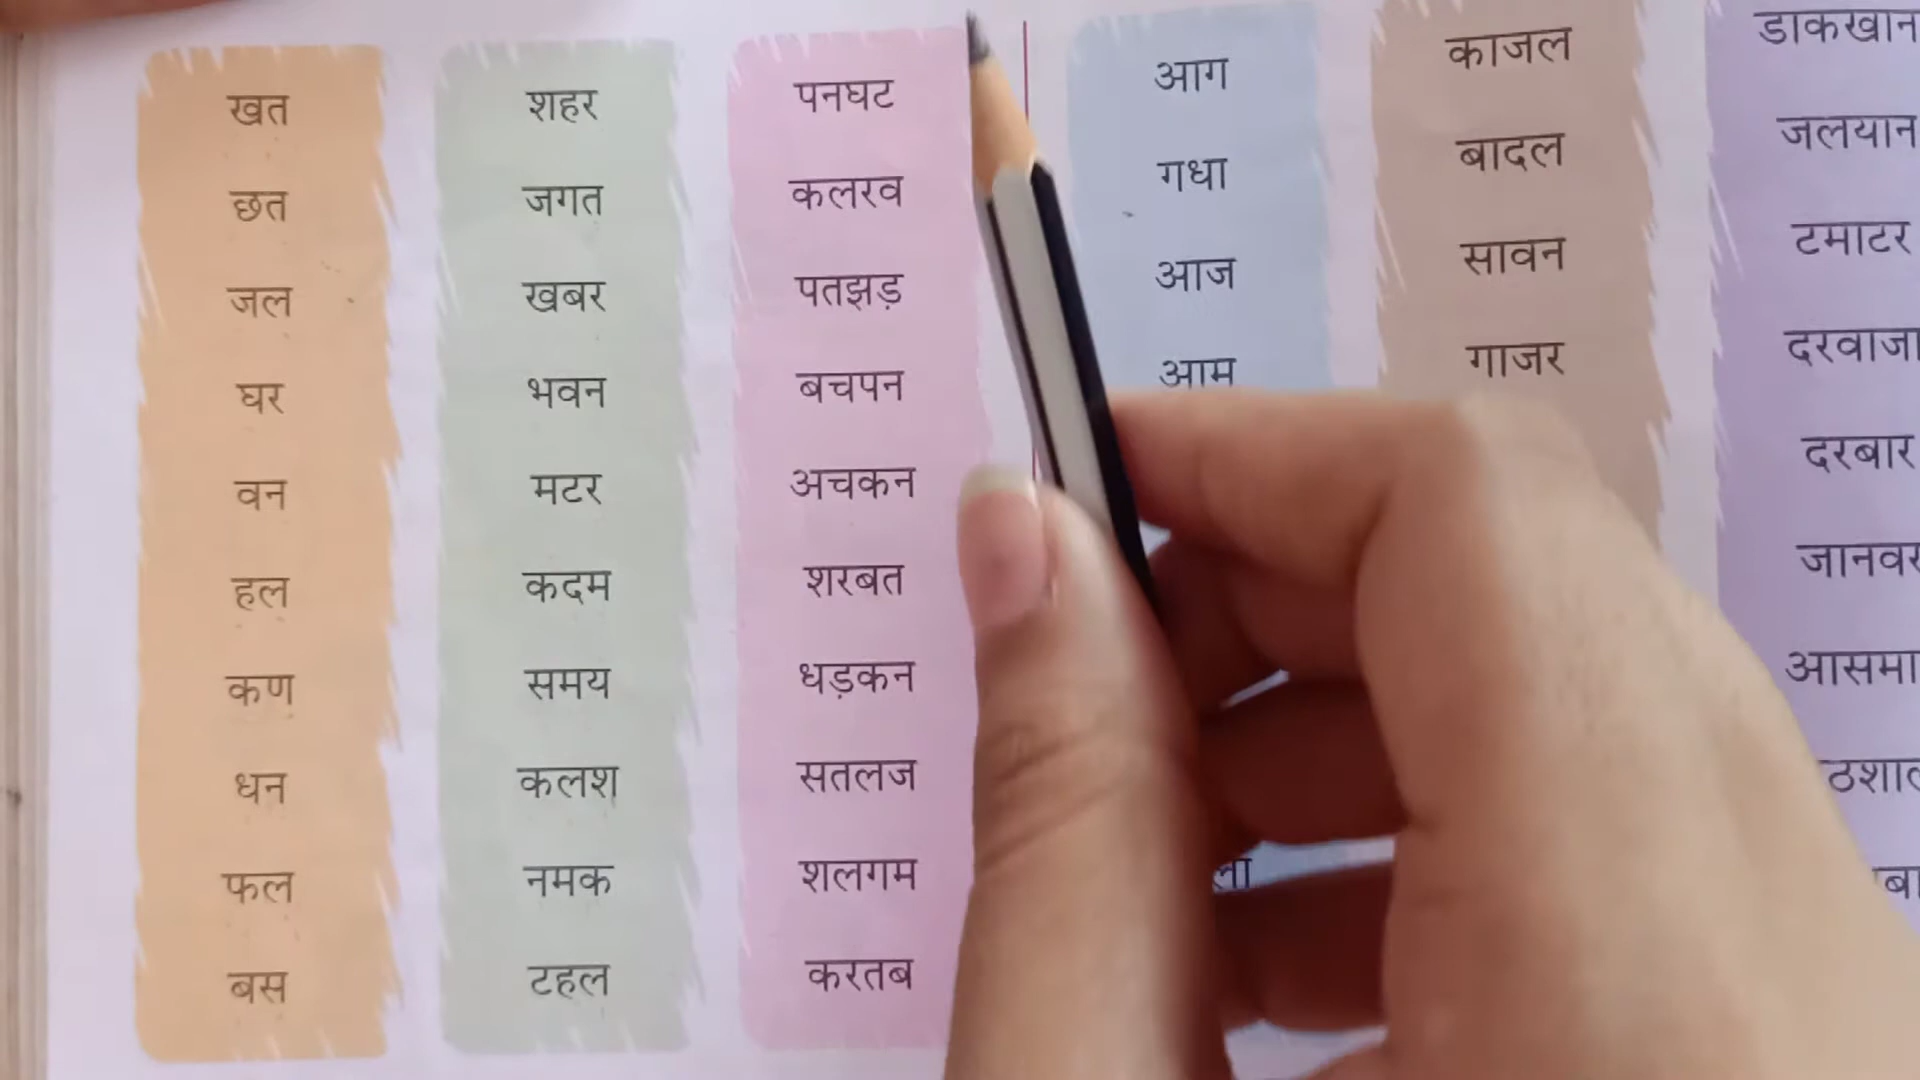 खत
छत
जल
घर
वन
हल
कण
धन
फल
बस
शहर
जगत
खबर
भवन
मटर
कदम
समय
कलश
नमक
टहल
पनघट
कलरव
पतझड़
बचपन
अचकन
शरबत
धड़कन
सतलज
शलगम
करतब
आग
गधा
आज
आम
काजल
बादल
सावन
गाजर
जलयान
टमाटर
दरवाजा
दरबार
जानवर